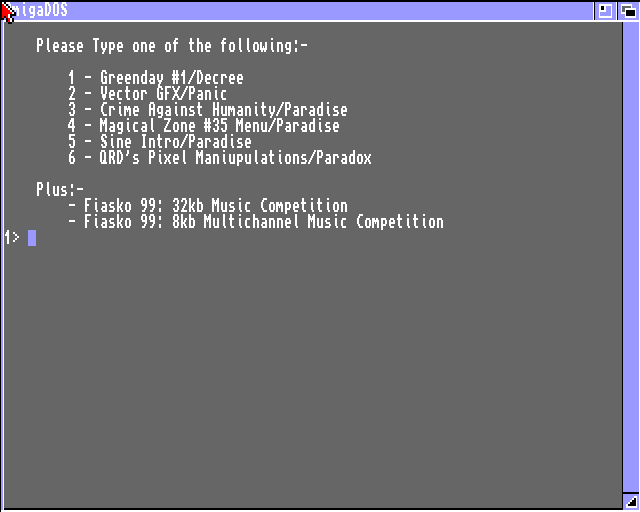 migaDOS
Please Type one of the following:-
1 - Greenday #1/Decree
2 - Vector GFX/Panic
3 - Crime Against Humanity/Paradise
4 - Magical Zone #35 Menu/Paradise
5 - Sine Intro/Paradise
6 - QRD's Pixel Maniupulations/Paradox
Plus:-
- Fiasko 99: 32kb Music Competition
- Fiasko 99: 8kb Multichannel Music Competition
1>